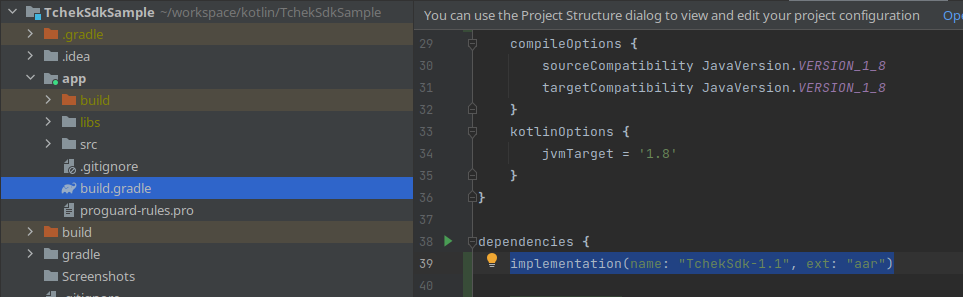 TchekSdkSample ~/workspace/kotlin/TchekSdkSample
.gradle
.idea
app
build
libs
src
.gitignore
build.gradle
proguard-rules.pro
build
gradle
Screenshots
.gitignore
You can use the Project Structure dialog to view and edit your project configuration Ope
29 compileOptions {
30 sourceCompatibility JavaVersion.VERSION_1_8
31 targetCompatibility JavaVersion.VERSION_1_8
32 }
33 kotlinOptions {
34 jvmTarget = '1.8'
35 }
36 }
37
38 dependencies {
39 implementation(name: "TchekSdk-1.1", ext: "aar")
40